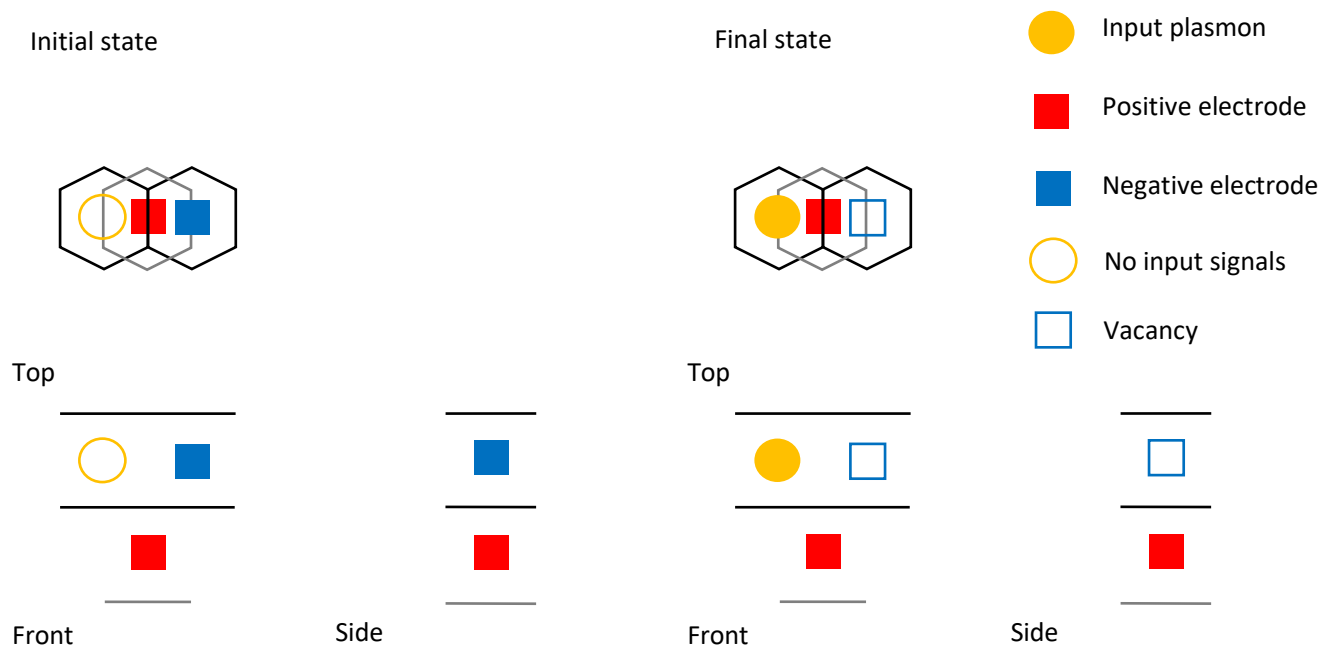 Initial state
Final state
Input plasmon
Positive electrode
Negative electrode
No input signals
Vacancy
Top
Top
Front
Side
Front
Side